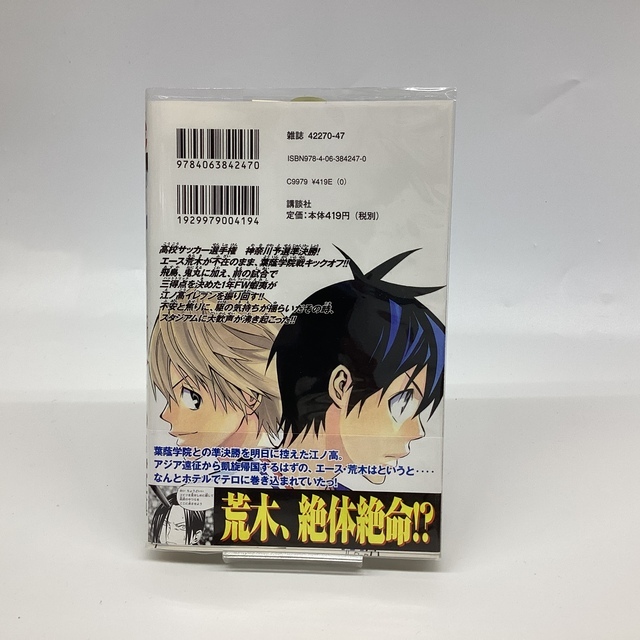 雑誌 42270-47
9784063842470
ISBN978-4-06-384247-0
C9979 ¥419E (0)
1929979004194
講談社
定価:本体419円(税別)
高校サッカー選手権 神奈川予選準決勝!
エース荒木が不在のまま、葉蔭学院戦キックオフ!!
飛鳥、鬼丸に加え、前の試合で
三得点を決めた1年FW蝦夷が
江ノ高イレブンを振り回す!!
不安と焦りに、駆の気持ちが揺らいだその時、
スタジアムに大歓声が沸き起こった!!
葉蔭学院との準決勝を明日に控えた江ノ高。
アジア遠征から凱旋帰国するはずの、エース・荒木はというと‥‥
なんとホテルでテロに巻き込まれていたっ!
荒木、絶体絶命!?